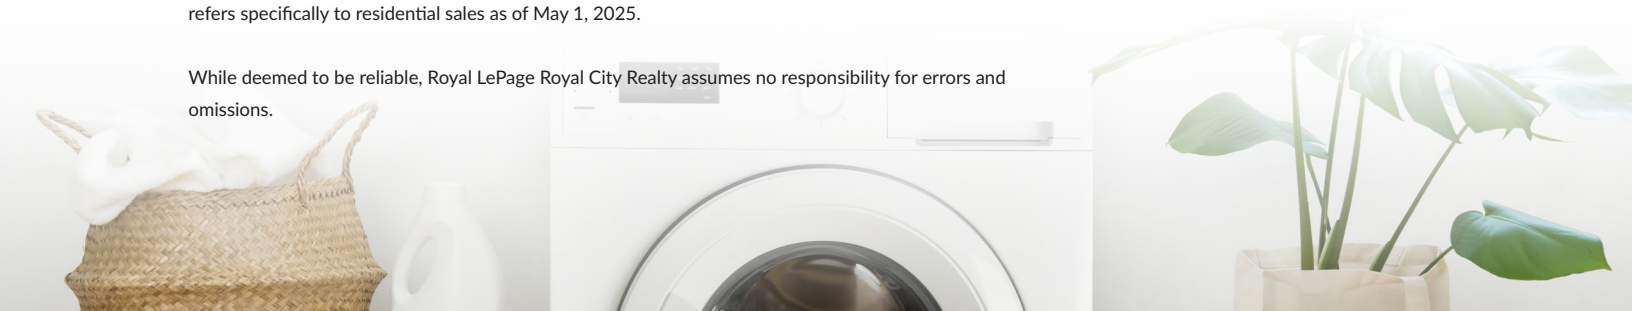 refers specifically to residential sales as of May 1, 2025.
While deemed to be reliable, Royal LePage Royal City Realty assumes no responsibility for errors and
omissions.